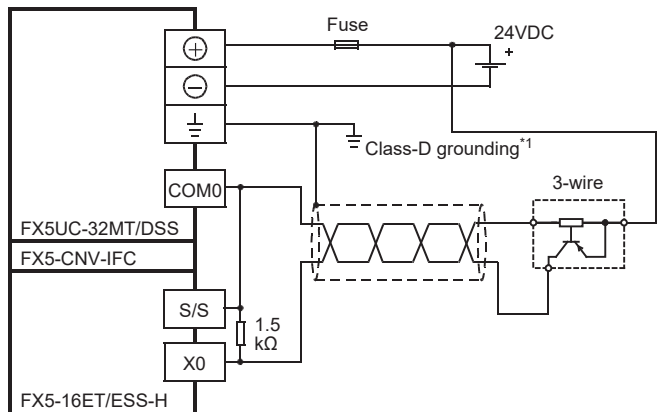 Fuse
24VDC
+
Class-D grounding*1
COM0
3-wire
FX5UC-32MT/DSS
FX5-CNV-IFC
S/S
1.5
kΩ
X0
FX5-16ET/ESS-H